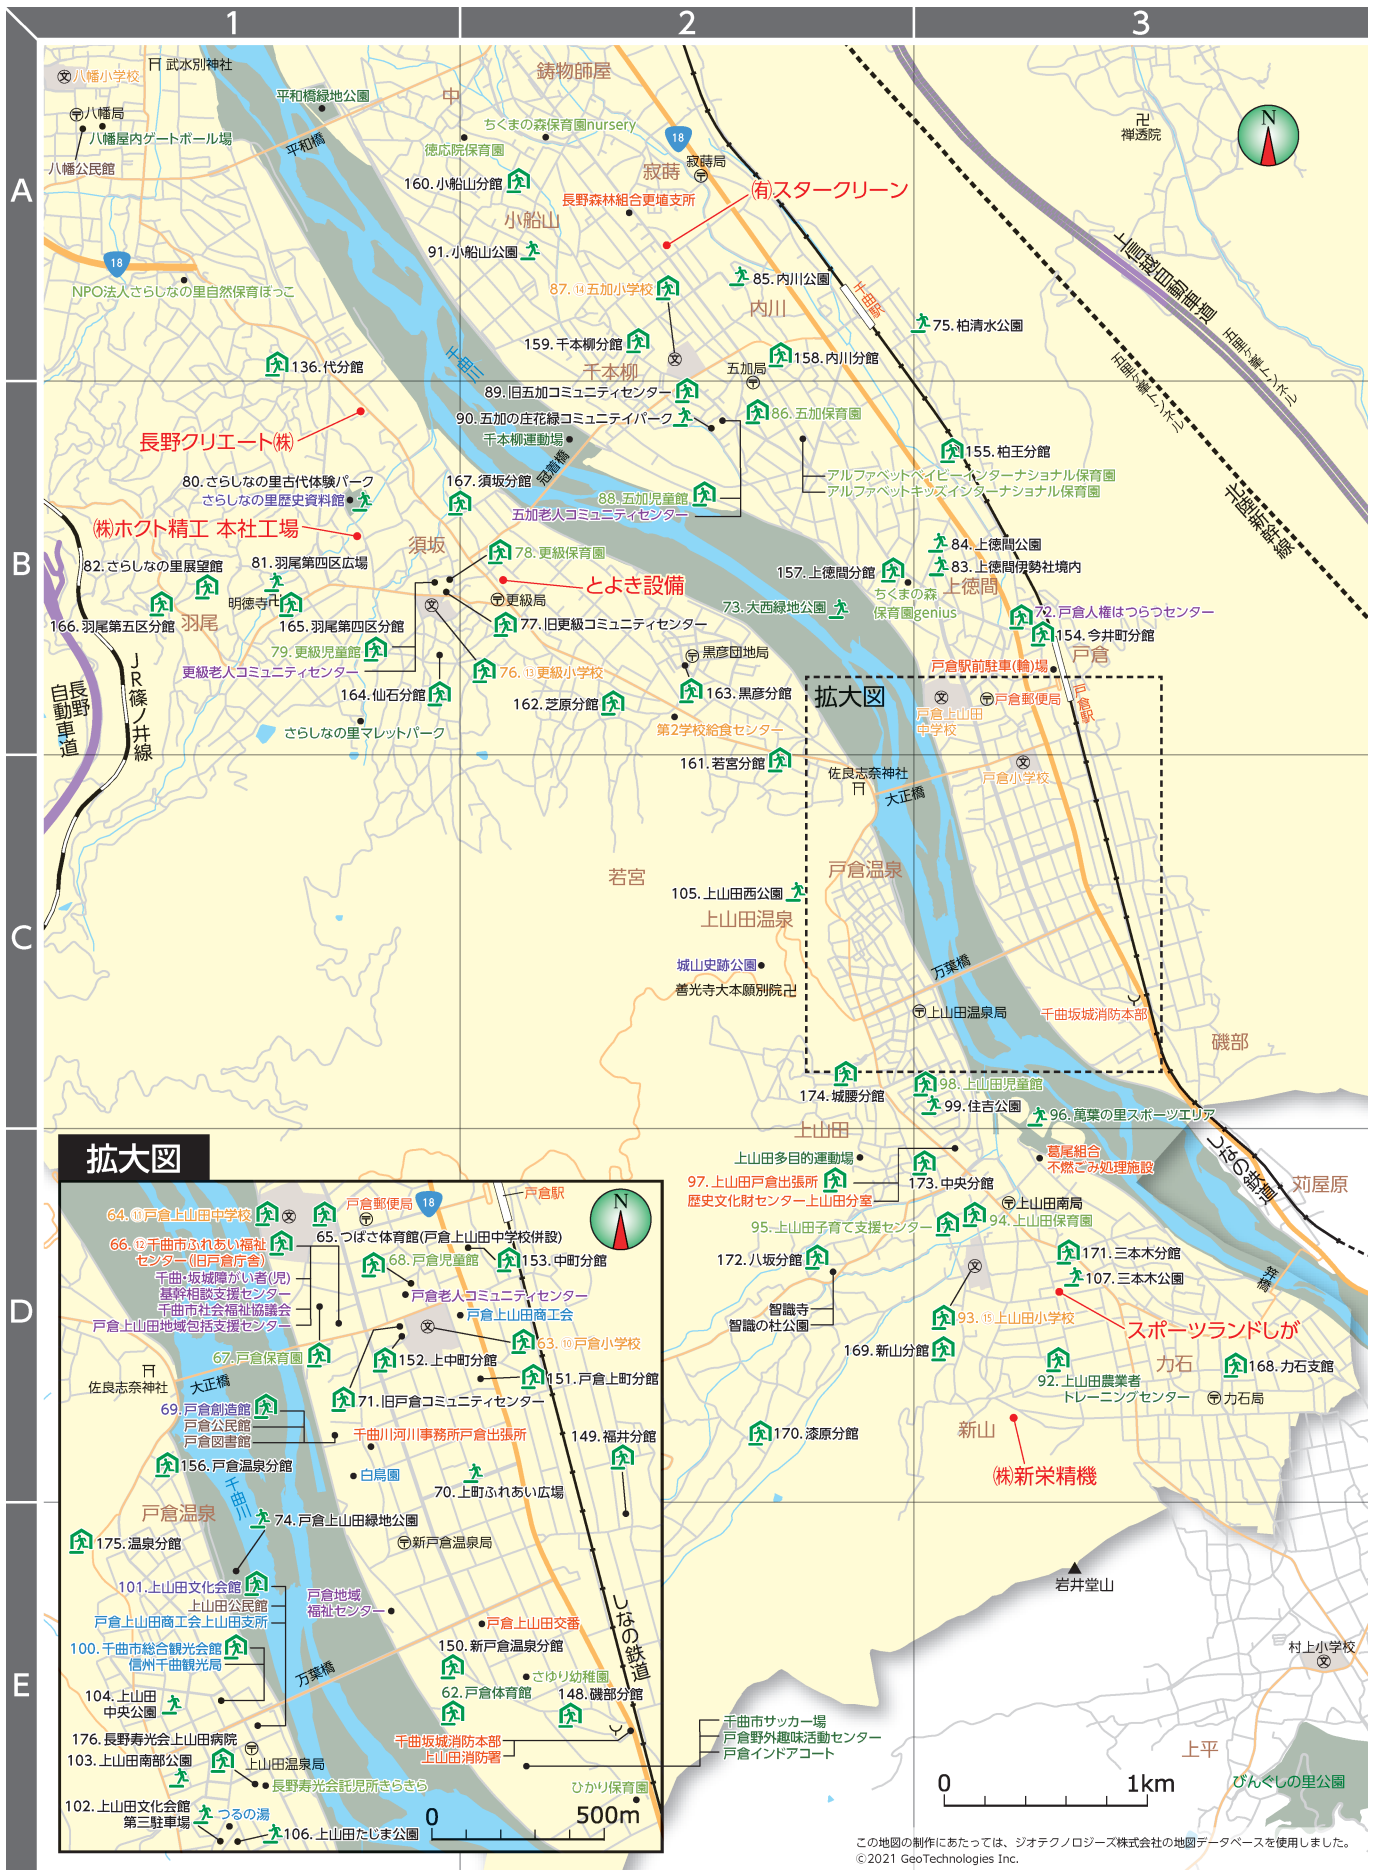 1
2
3
A
B
C
D
E
八幡小学校
武水別神社
八幡局
八幡屋内ゲートボール場
八幡公民館
平和橋緑地公園
平和橋
中
鋳物師屋
ちくまの森保育園nursery
徳応院保育園
18
寂蒔局
寂蒔
160.小船山分館
長野森林組合更埴支所
㈲スタークリーン
小船山
91.小船山公園
禅透院
N
上信越自動車道
五里ヶ峯トンネル
五里ヶ峯トンネル
北陸新幹線
18
NPO法人さらしなの里自然保育ぽっこ
87.⑭五加小学校
85.内川公園
内川
千曲駅
75.柏清水公園
159.千本柳分館
千本柳
158.内川分館
五加局
136.代分館
千曲川
89.旧五加コミュニティセンター
90.五加の庄花緑コミュニテイパーク
86.五加保育園
長野クリエート㈱
千本柳運動場
冠着橋
155.柏王分館
アルファベットベイビーインターナショナル保育園
アルファベットキッズインターナショナル保育園
80.さらしなの里古代体験パーク
さらしなの里歴史資料館
167.須坂分館
88.五加児童館
五加老人コミュニティセンター
㈱ホクト精工 本社工場
須坂
78.更級保育園
84.上徳間公園
83.上徳間伊勢社境内
上徳間
82.さらしなの里展望館
81.羽尾第四区広場
157.上徳間分館
ちくまの森
保育園genius
とよき設備
明徳寺
更級局
73.大西緑地公園
72.戸倉人権はつらつセンター
166.羽尾第五区分館
羽尾
165.羽尾第四区分館
77.旧更級コミュニティセンター
154.今井町分館
戸倉
79.更級児童館
更級老人コミュニティセンター
76.⑬更級小学校
黒彦団地局
戸倉駅前駐車(輪)場
JR篠ノ井線
長野自動車道
164.仙石分館
162.芝原分館
163.黒彦分館
拡大図
戸倉上山田
中学校
戸倉郵便局
戸倉駅
さらしなの里マレットパーク
第2学校給食センター
161.若宮分館
佐良志奈神社
大正橋
戸倉小学校
若宮
戸倉温泉
105.上山田西公園
上山田温泉
城山史跡公園
善光寺大本願別院
万葉橋
上山田温泉局
千曲坂城消防本部
磯部
174.城腰分館
98.上山田児童館
99.住吉公園
96.萬葉の里スポーツエリア
上山田
上山田多目的運動場
葛尾組合
不燃ごみ処理施設
しなの鉄道
苅屋原
97.上山田戸倉出張所
歴史文化財センター上山田分室
173.中央分館
上山田南局
95.上山田子育て支援センター
94.上山田保育園
172.八坂分館
171.三本木分館
107.三本木公園
笄橋
智識寺
智識の杜公園
93.⑮上山田小学校
スポーツランドしが
169.新山分館
92.上山田農業者
トレーニングセンター
力石
168.力石支館
力石局
170.漆原分館
新山
㈱新栄精機
岩井堂山
村上小学校
上平
びんぐしの里公園
0 1km
この地図の制作にあたっては、ジオテクノロジーズ株式会社の地図データベースを使用しました。
©2021 GeoTechnologies Inc.
拡大図
64.⑪戸倉上山田中学校
戸倉郵便局
18
戸倉駅
N
65.つばさ体育館(戸倉上山田中学校併設)
66.⑫千曲市ふれあい福祉
センター(旧戸倉庁舎)
68.戸倉児童館
153.中町分館
千曲・坂城障がい者(児)
基幹相談支援センター
千曲市社会福祉協議会
戸倉上山田地域包括支援センター
戸倉老人コミュニティセンター
戸倉上山田商工会
63.⑩戸倉小学校
67.戸倉保育園
152.上中町分館
佐良志奈神社
大正橋
151.戸倉上町分館
71.旧戸倉コミュニティセンター
69.戸倉創造館
戸倉公民館
戸倉図書館
千曲川河川事務所戸倉出張所
149.福井分館
156.戸倉温泉分館
白鳥園
70.上町ふれあい広場
千曲川
戸倉温泉
74.戸倉上山田緑地公園
175.温泉分館
新戸倉温泉局
101.上山田文化会館
上山田公民館
戸倉上山田商工会上山田支所
戸倉地域
福祉センター
しなの鉄道
戸倉上山田交番
100.千曲市総合観光会館
信州千曲観光局
150.新戸倉温泉分館
万葉橋
さゆり幼稚園
104.上山田
中央公園
62.戸倉体育館
148.磯部分館
176.長野寿光会上山田病院
千曲坂城消防本部
上山田消防署
千曲市サッカー場
戸倉野外趣味活動センター
戸倉インドアコート
103.上山田南部公園
上山田温泉局
長野寿光会託児所きらきら
ひかり保育園
102.上山田文化会館
第三駐車場
つるの湯
106.上山田たじま公園
0 500m